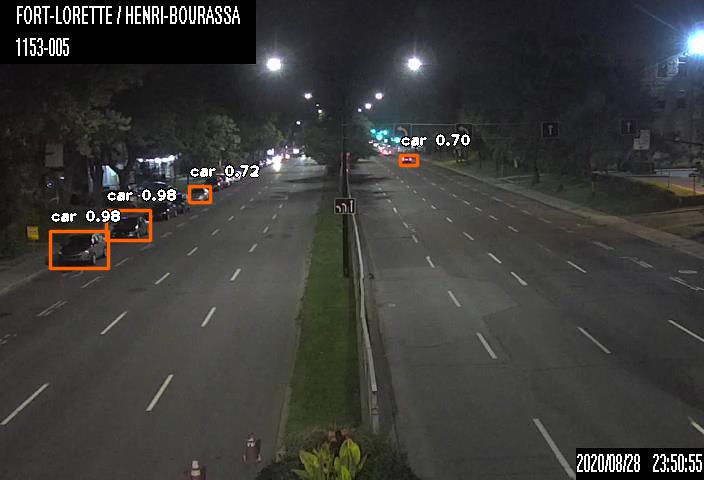 FORT-LORETTE / HENRI-BOURASSA
1153-005
car 0.70
car 0.72
car 0.98
car 0.98
2020/08/28 23:50:55